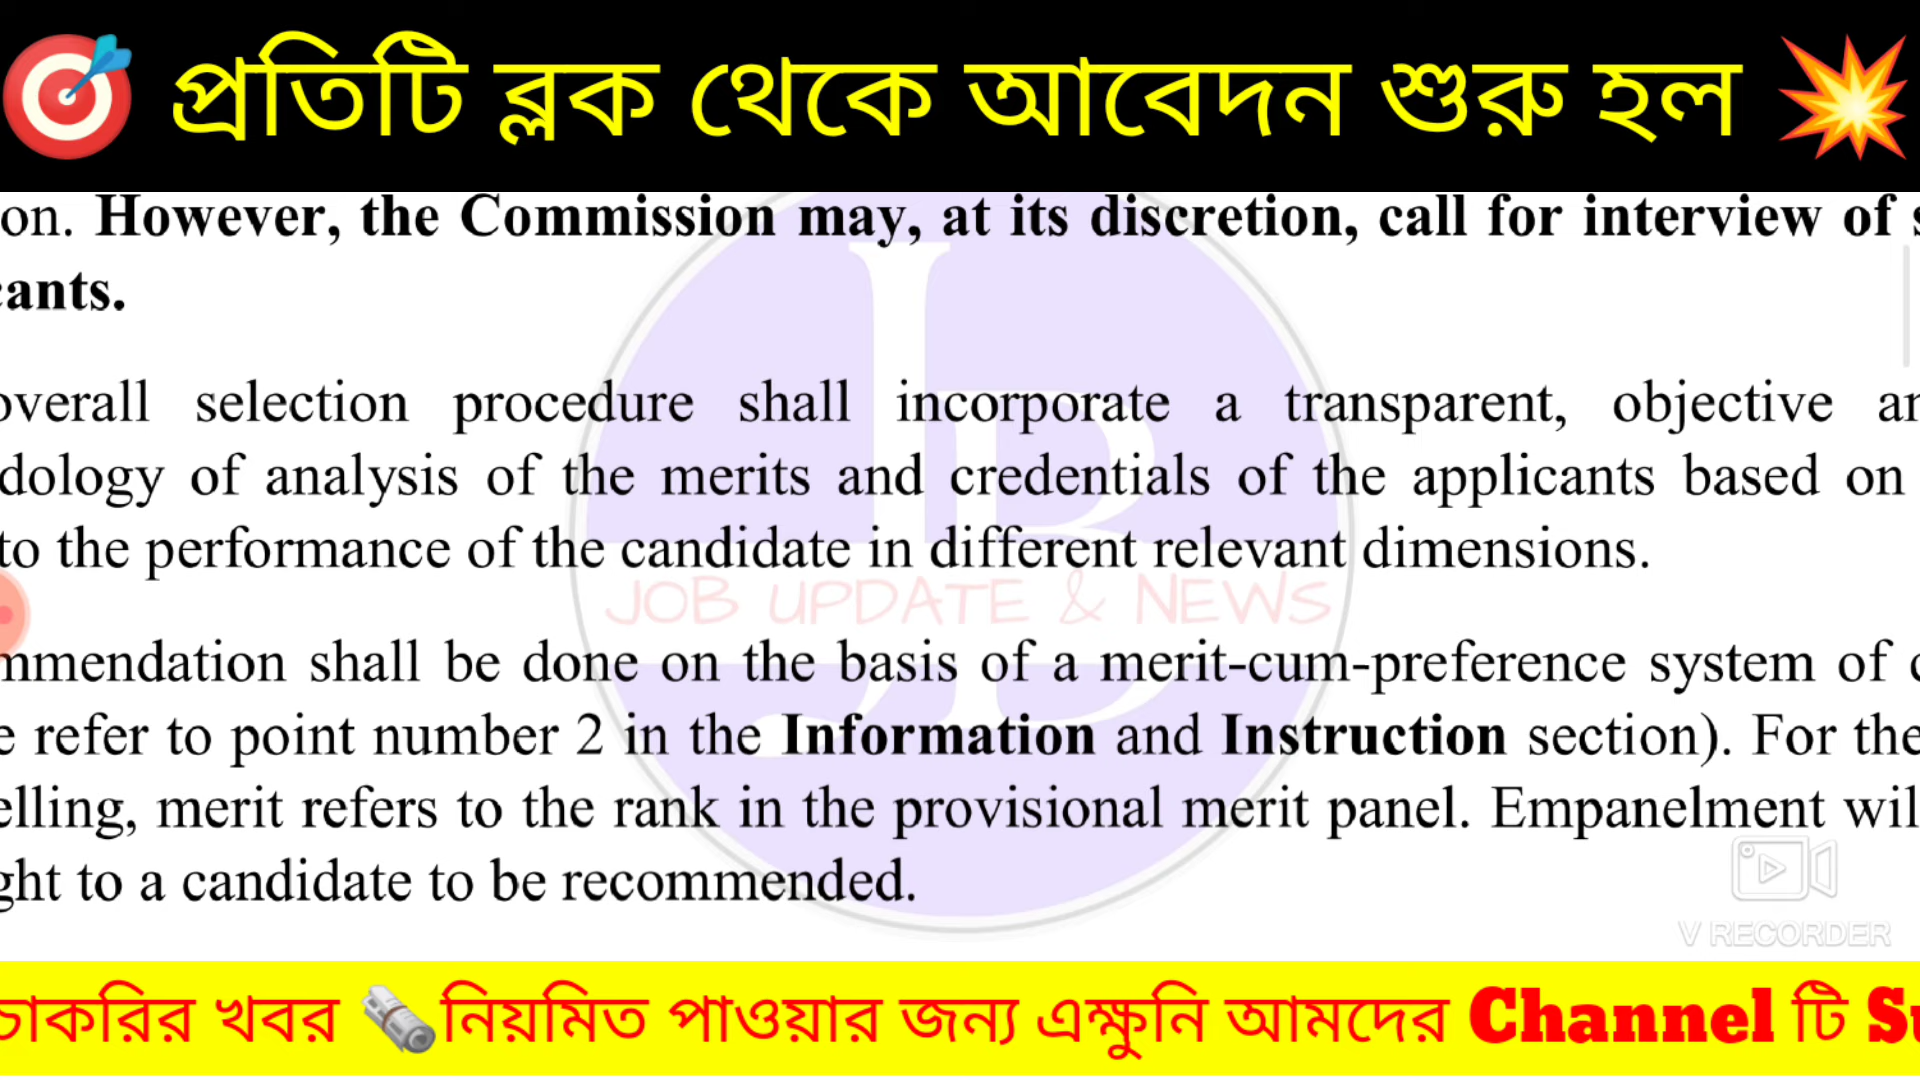 প্রতিটি ব্লক থেকে আবেদন শুরু হল
on. However, the Commission may, at its discretion, call for interview of
cants.
overall selection procedure shall incorporate a transparent, objective
dology of analysis of the merits and credentials of the applicants based on
to the performance of the candidate in different relevant dimensions.
JOB UPDATE & NEWS
mmendation shall be done on the basis of a merit-cum-preference system of
e refer to point number 2 in the Information and Instruction section). For the
elling, merit refers to the rank in the provisional merit panel. Empanelment wil
ght to a candidate to be recommended.
V RECORDER
চাকরির খবর নিয়মিত পাওয়ার জন্য এক্ষুনি আমাদের Channel টি